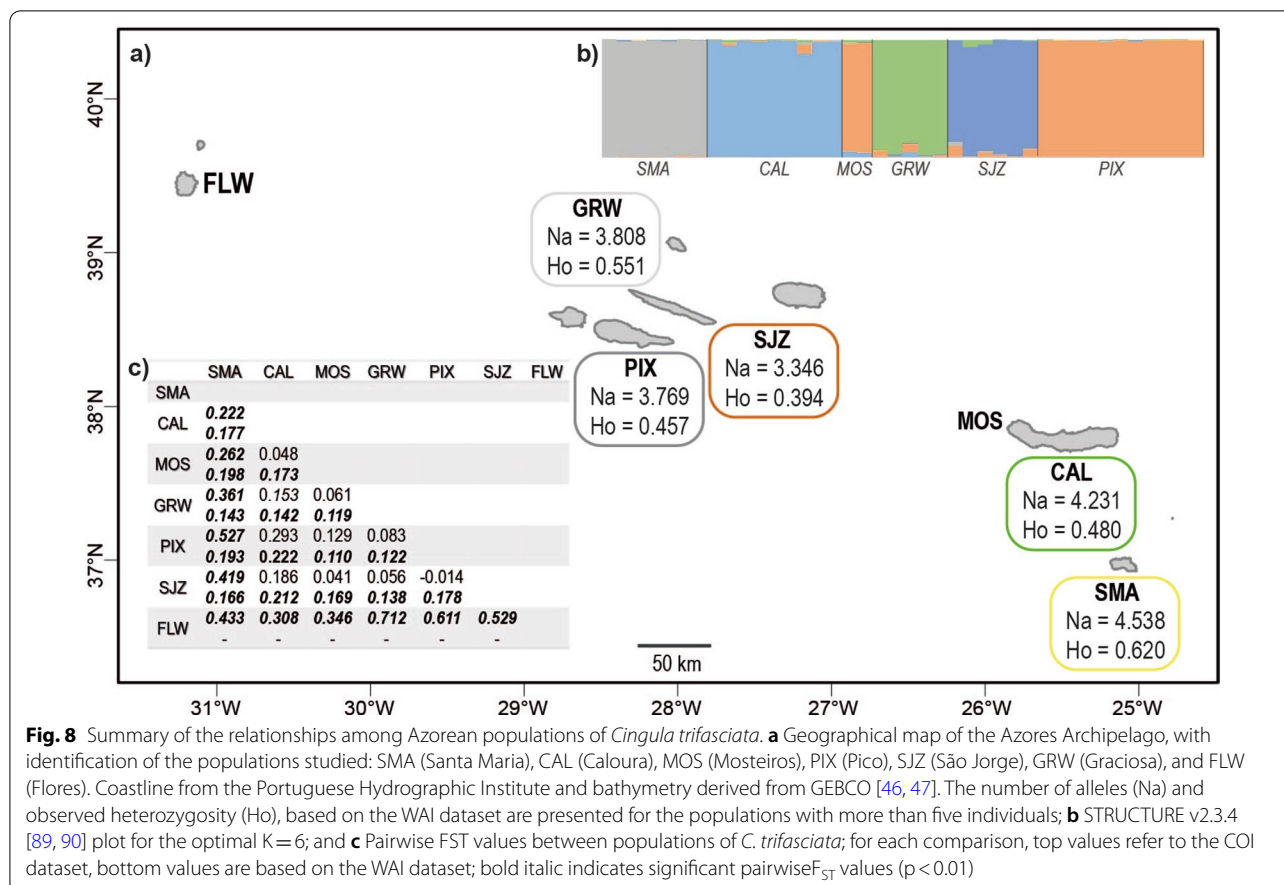 a)
b)
SMA CAL MOS GRW SJZ PIX
40°N
39°N
38°N
37°N
FLW
GRW
Na = 3.808
Ho = 0.551
SJZ
Na = 3.346
Ho = 0.394
PIX
Na = 3.769
Ho = 0.457
MOS
CAL
Na = 4.231
Ho = 0.480
SMA
Na = 4.538
Ho = 0.620
c)
SMA CAL MOS GRW PIX SJZ FLW
SMA
CAL
0.222
0.177
MOS
0.262 0.048
0.198 0.173
GRW
0.361 0.153 0.061
0.143 0.142 0.119
PIX
0.527 0.293 0.129 0.083
0.193 0.222 0.110 0.122
SJZ
0.419 0.186 0.041 0.056 -0.014
0.166 0.212 0.169 0.138 0.178
FLW
0.433 0.308 0.346 0.712 0.611 0.529
- - - - - -
50 km
31°W 30°W 29°W 28°W 27°W 26°W 25°W
Fig. 8 Summary of the relationships among Azorean populations of Cingula trifasciata. a Geographical map of the Azores Archipelago, with
identification of the populations studied: SMA (Santa Maria), CAL (Caloura), MOS (Mosteiros), PIX (Pico), SJZ (São Jorge), GRW (Graciosa), and FLW
(Flores). Coastline from the Portuguese Hydrographic Institute and bathymetry derived from GEBCO [46, 47]. The number of alleles (Na) and
observed heterozygosity (Ho), based on the WAI dataset are presented for the populations with more than five individuals; b STRUCTURE v2.3.4
[89, 90] plot for the optimal K = 6; and c Pairwise FST values between populations of C. trifasciata; for each comparison, top values refer to the COI
dataset, bottom values are based on the WAI dataset; bold italic indicates significant pairwiseFST values (p < 0.01)